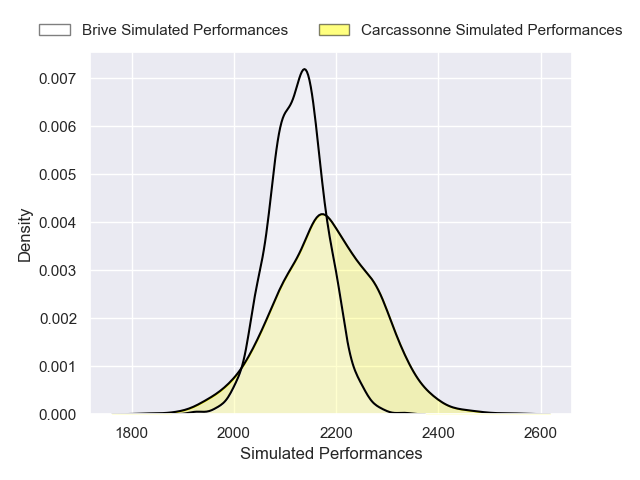 Brive Simulated Performances Carcassonne Simulated Performances
0.007
0.006
0.005
0.004
0.003
0.002
0.001
0.000
Density
1800 2000 2200 2400 2600
Simulated Performances